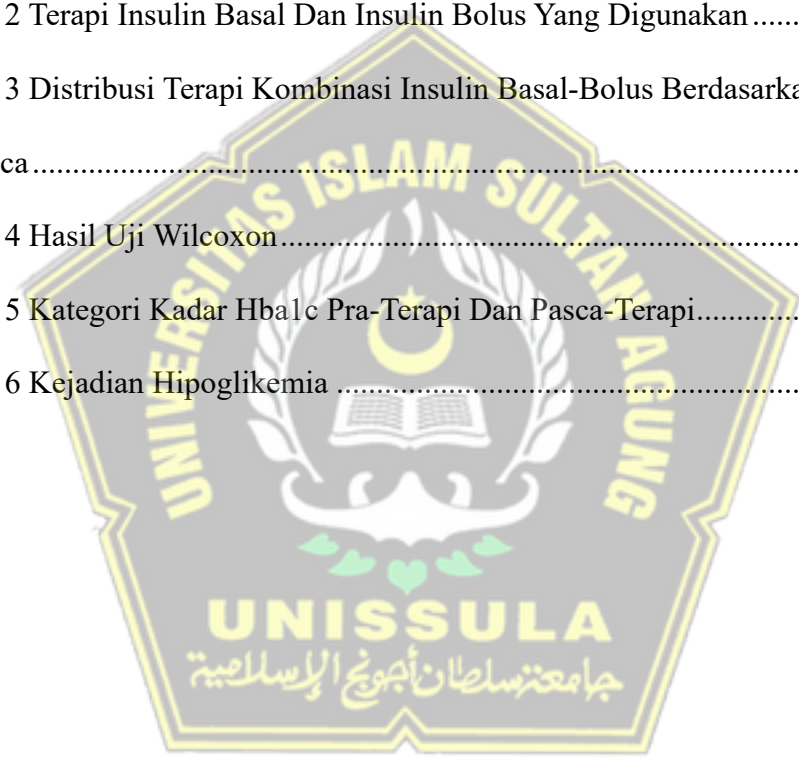 2 Terapi Insulin Basal Dan Insulin Bolus Yang Digunakan ......
3 Distribusi Terapi Kombinasi Insulin Basal-Bolus Berdasarka
ca ..........................................................................................
4 Hasil Uji Wilcoxon ............................................................
5 Kategori Kadar Hba1c Pra-Terapi Dan Pasca-Terapi ............
6 Kejadian Hipoglikemia .......................................................
UNIVERSITAS ISLAM SULTAN AGUNG
UNISSULA
جامعة سلطان أجونج الإسلامية